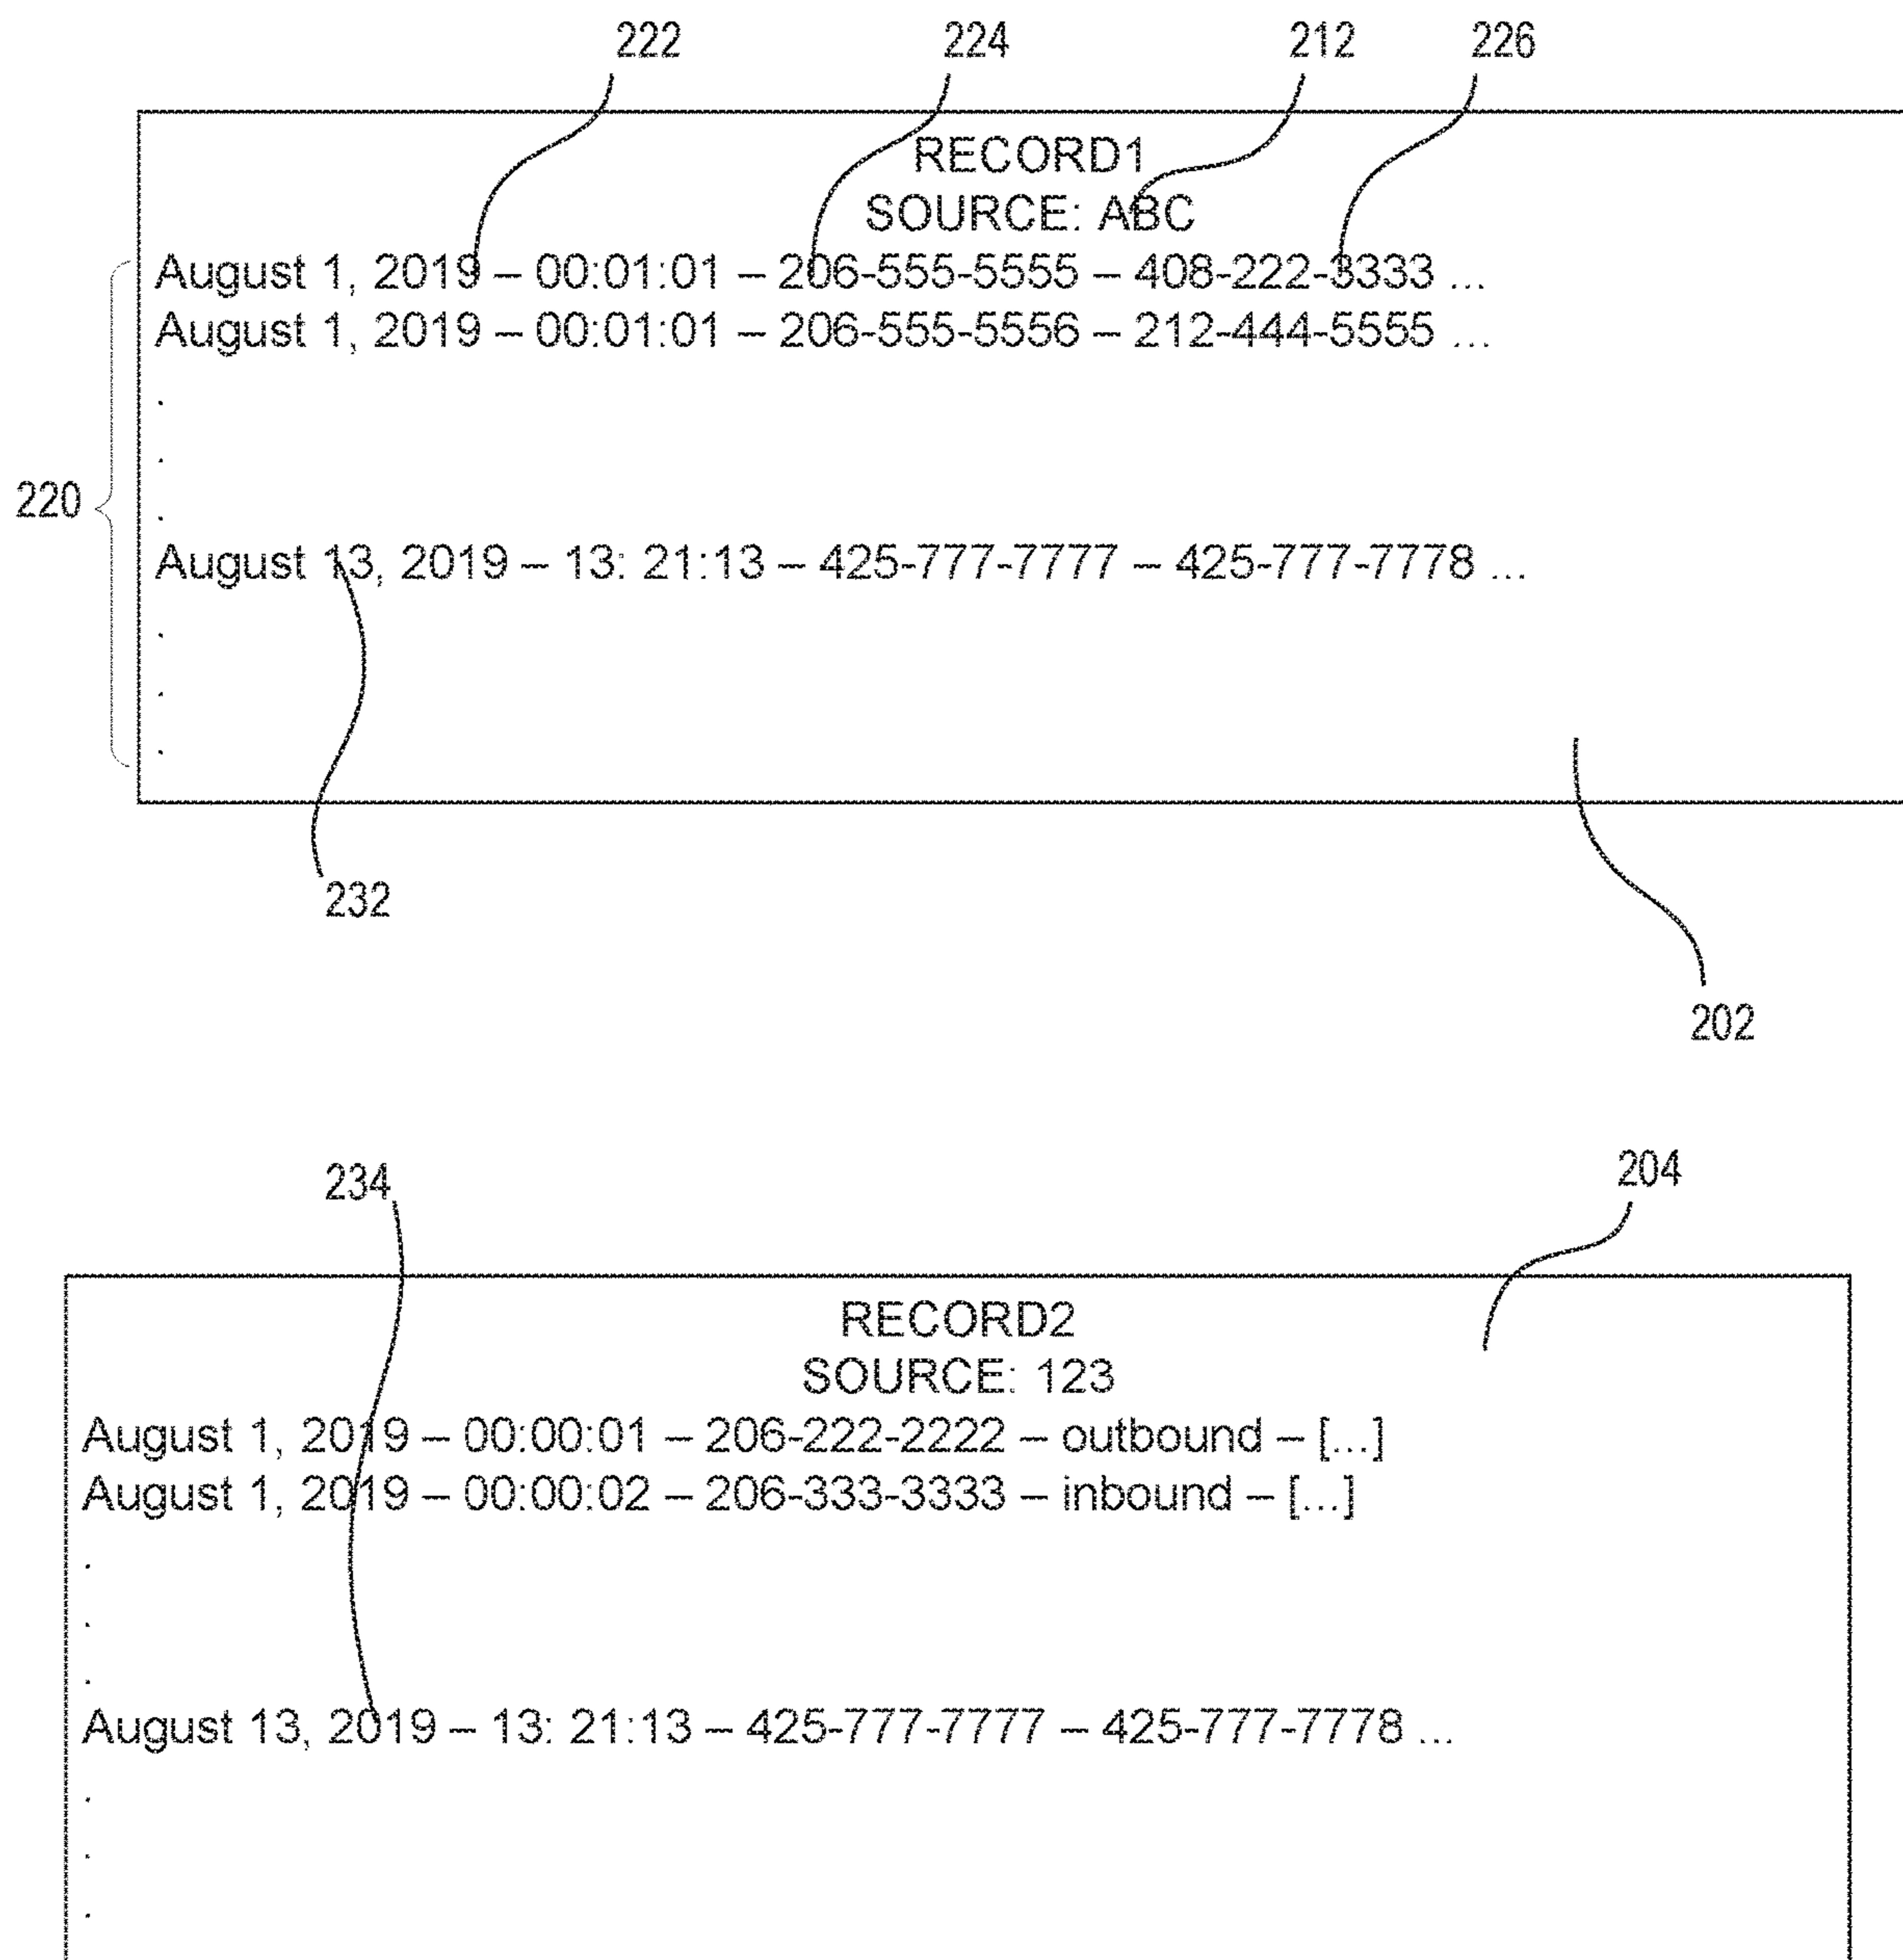 222 224 212 226
RECORD1
SOURCE: ABC
August 1, 2019 – 00:01:01 – 206-555-5555 – 408-222-3333 ...
August 1, 2019 – 00:01:01 – 206-555-5556 – 212-444-5555 ...
.
.
220
.
August 13, 2019 – 13: 21:13 – 425-777-7777 – 425-777-7778 ...
.
.
.
232
202
234 204
RECORD2
SOURCE: 123
August 1, 2019 – 00:00:01 – 206-222-2222 – outbound – [...]
August 1, 2019 – 00:00:02 – 206-333-3333 – inbound – [...]
.
.
.
August 13, 2019 – 13: 21:13 – 425-777-7777 – 425-777-7778 ...
.
.
.